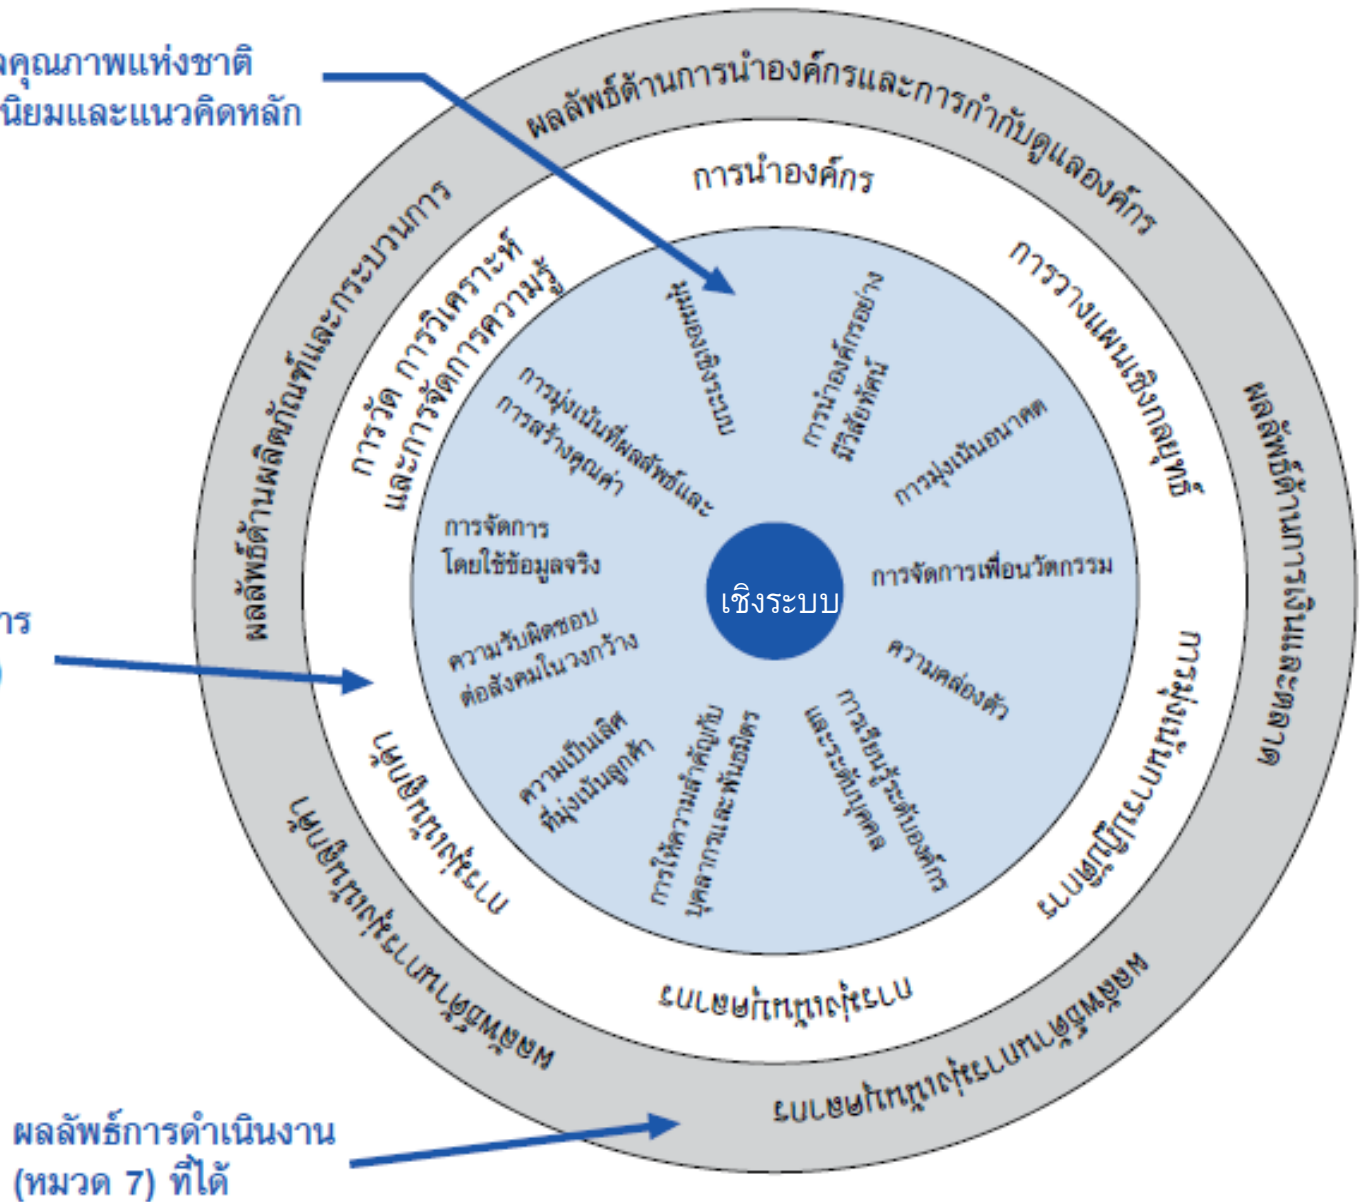 คุณภาพแห่งชาติ
นิยมและแนวคิดหลัก
ผลลัพธ์ด้านการนำองค์กรและการกำกับดูแลองค์กร
การนำองค์กร
ผลลัพธ์ด้านผลิตภัณฑ์และกระบวนการ
การวัด การวิเคราะห์
และการจัดการความรู้
การวางแผนเชิงกลยุทธ์
ผลลัพธ์ด้านการเงินและตลาด
มุมมองเชิงระบบ
การนำองค์กรอย่าง
มีวิสัยทัศน์
การมุ่งเน้นที่ผลลัพธ์และ
การสร้างคุณค่า
การมุ่งเน้นอนาคต
การจัดการ
โดยใช้ข้อมูลจริง
เชิงระบบ
การจัดการเพื่อนวัตกรรม
ความรับผิดชอบ
ต่อสังคมในวงกว้าง
ความคล่องตัว
ความเป็นเลิศ
ที่มุ่งเน้นลูกค้า
การให้ความสำคัญกับ
บุคลากรและพันธมิตร
การเรียนรู้ระดับองค์กร
และระดับบุคคล
การมุ่งเน้นลูกค้า
การมุ่งเน้นการปฏิบัติการ
การมุ่งเน้นบุคลากร
ผลลัพธ์ด้านการมุ่งเน้นลูกค้า
ผลลัพธ์ด้านการมุ่งเน้นบุคลากร
ผลลัพธ์การดำเนินงาน
(หมวด 7) ที่ได้